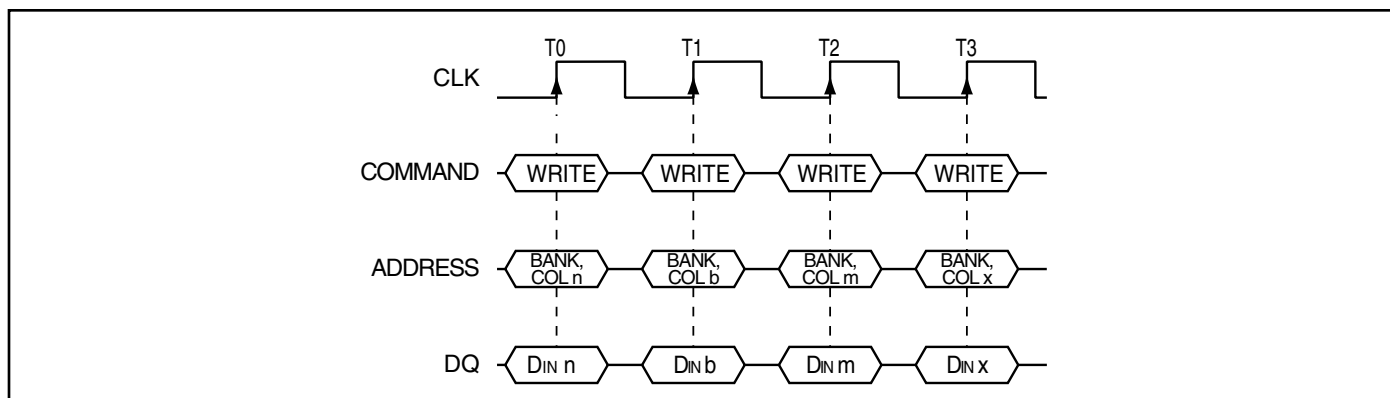 T0 T1 T2 T3
CLK
COMMAND WRITE WRITE WRITE WRITE
ADDRESS
BANK, BANK, BANK, BANK,
COL n COL b COL m COL x
DQ DIN n DIN b DIN m DIN x